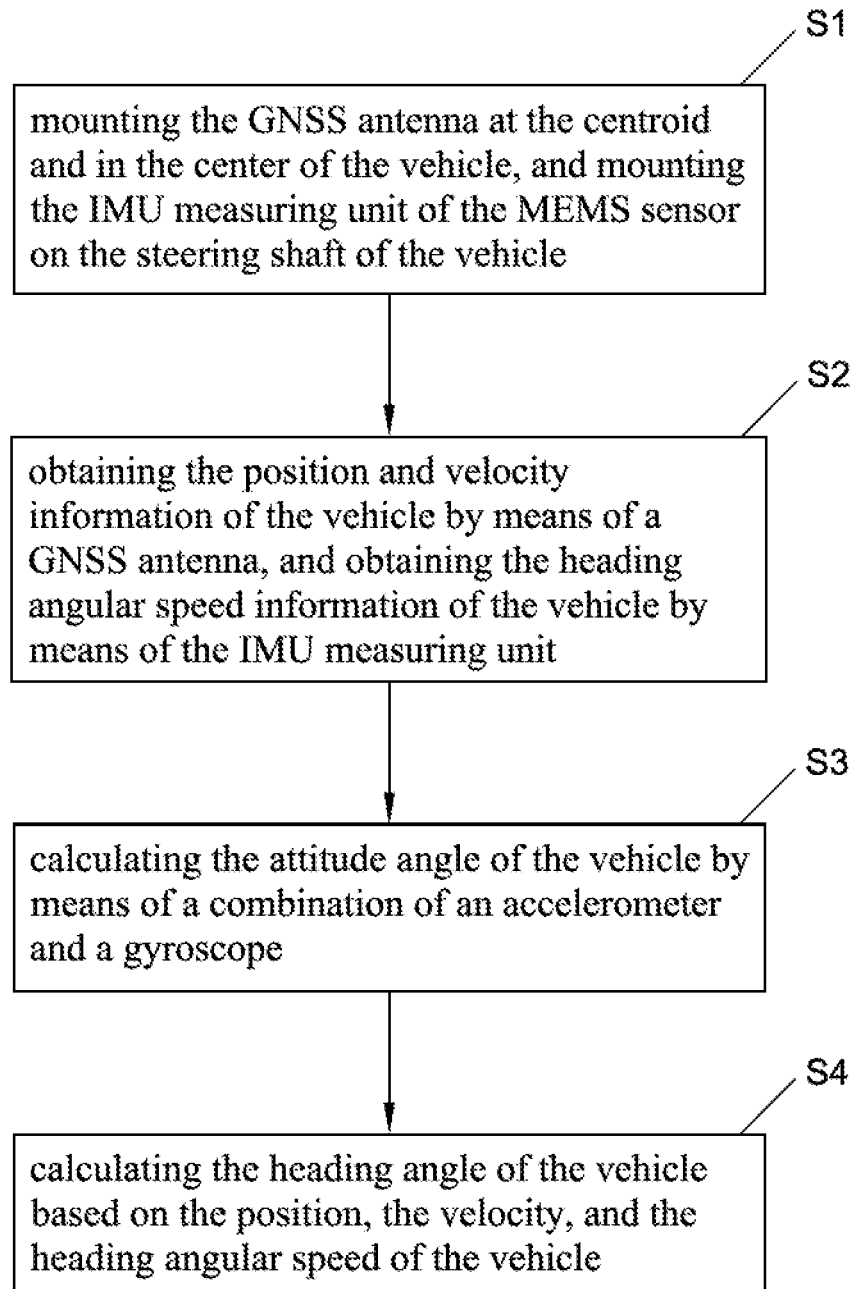 S1
mounting the GNSS antenna at the centroid
and in the center of the vehicle, and mounting
the IMU measuring unit of the MEMS sensor
on the steering shaft of the vehicle
S2
obtaining the position and velocity
information of the vehicle by means of a
GNSS antenna, and obtaining the heading
angular speed information of the vehicle by
means of the IMU measuring unit
S3
calculating the attitude angle of the vehicle by
means of a combination of an accelerometer
and a gyroscope
S4
calculating the heading angle of the vehicle
based on the position, the velocity, and the
heading angular speed of the vehicle